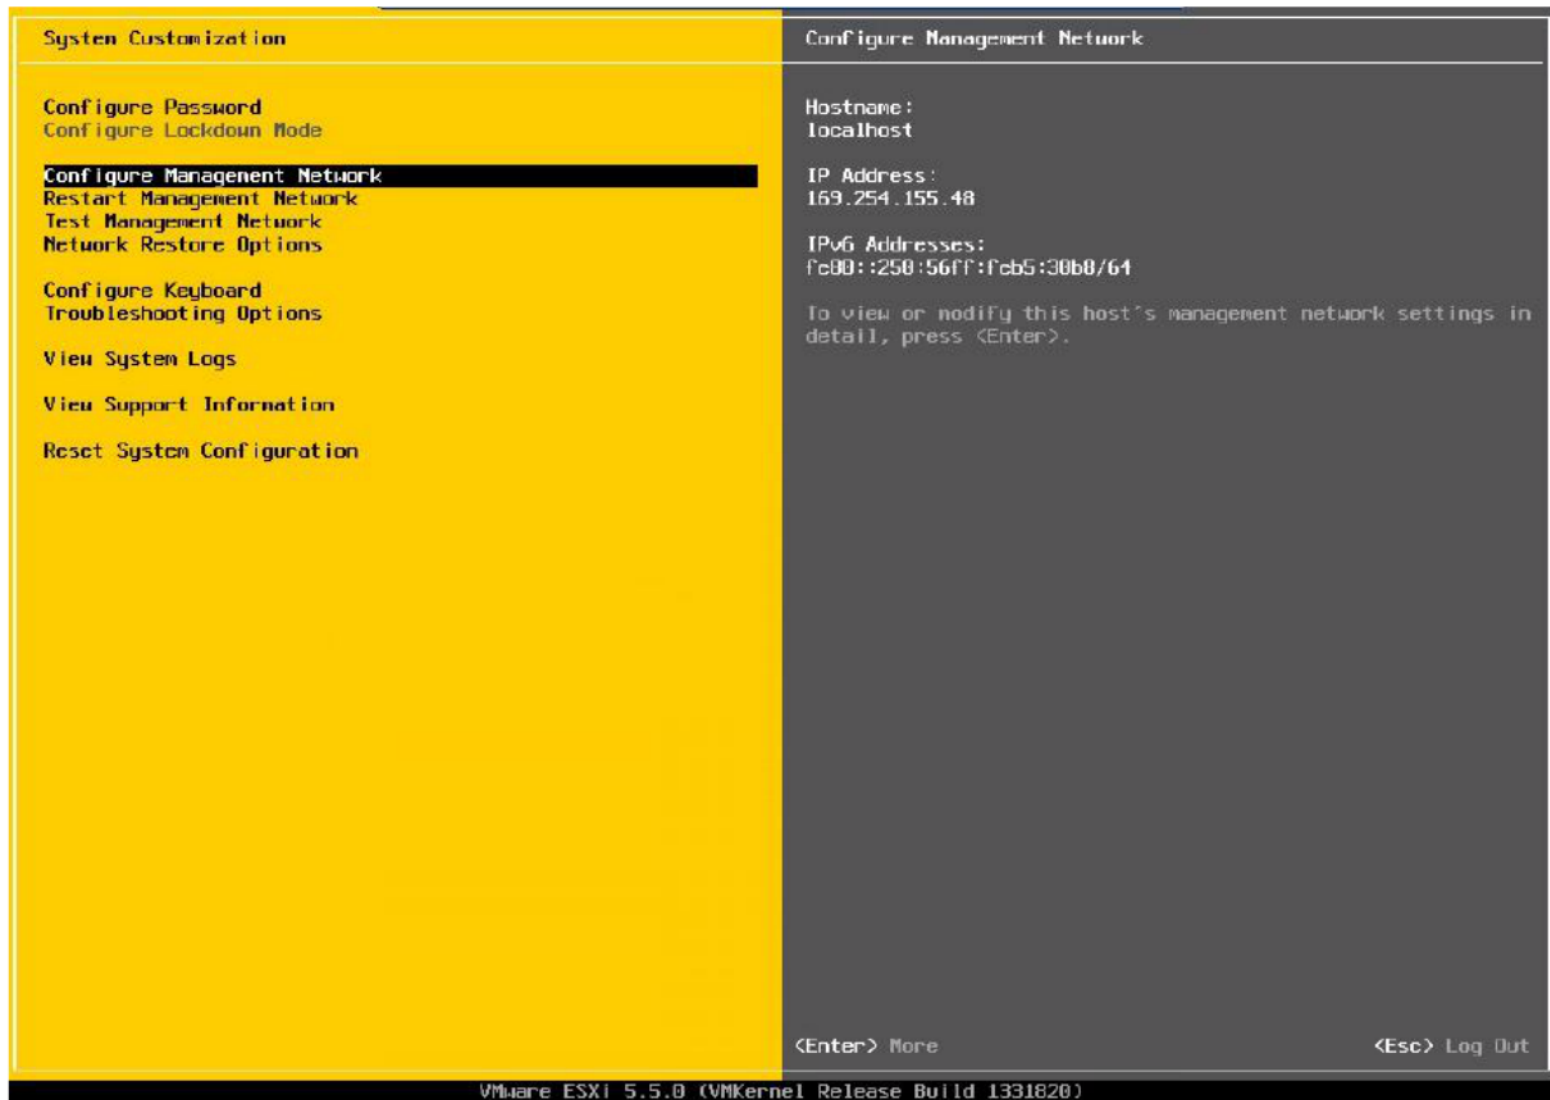 System Customization
Configure Password
Configure Lockdown Mode
Configure Management Network
Restart Management Network
Test Management Network
Network Restore Options
Configure Keyboard
Troubleshooting Options
View System Logs
View Support Information
Reset System Configuration
Configure Management Network
Hostname:
localhost
IP Address:
169.254.155.48
IPv6 Addresses:
fe80::250:56ff:feb5:30b8/64
To view or modify this host's management network settings in
detail, press <Enter>.
<Enter> More
<Esc> Log Out
VMware ESXi 5.5.0 (VMKernel Release Build 1331820)